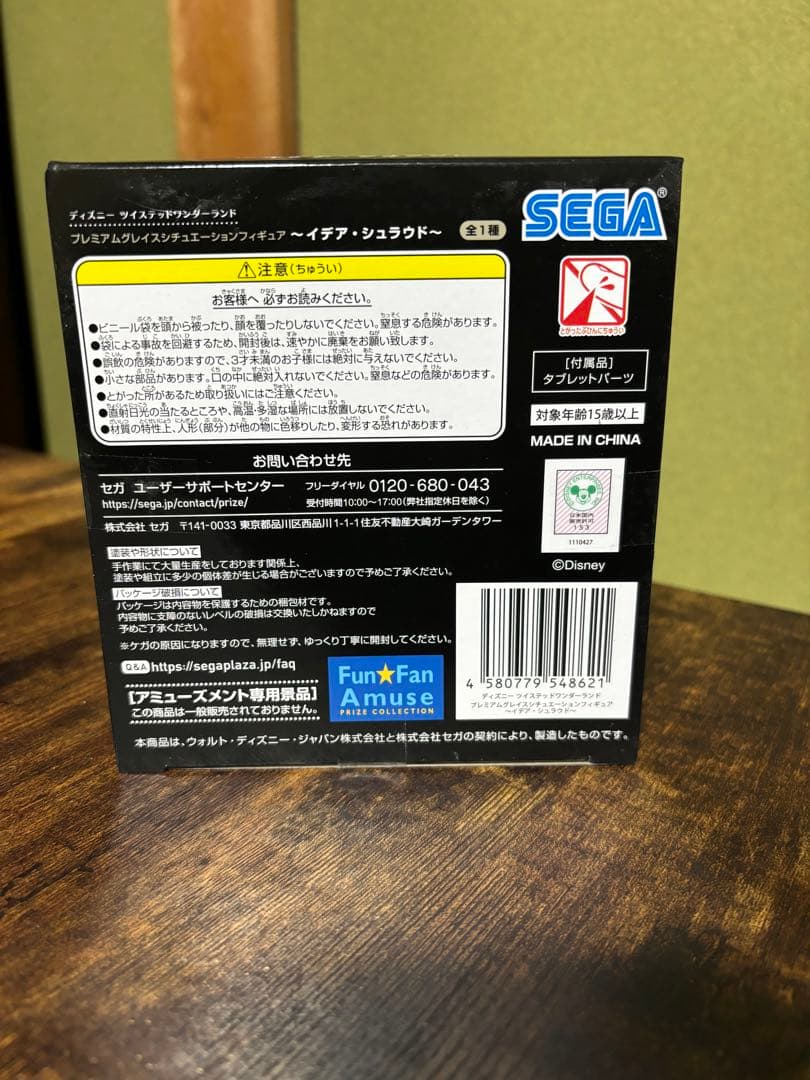 ディズニー ツイステッドワンダーランド
プレミアムグレイスシチュエーションフィギュア ～イデア・シュラウド～ 全1種
SEGA®
⚠注意(ちゅうい)
お客様へ 必ずお読みください。
●ビニール袋を頭から被ったり、顔を覆ったりしないでください。窒息する危険があります。
●袋による事故を回避するため、開封後は、速やかに廃棄をお願い致します。
●誤飲の危険がありますので、3才未満のお子様には絶対に与えないでください。
●小さな部品があります。口の中に絶対入れないでください。窒息などの危険があります。
●とがった所があるため取り扱いにはご注意ください。
●直射日光の当たるところや、高温・多湿な場所には放置しないでください。
●材質の特性上、人形(部分)が他の物に色移りしたり、変形する恐れがあります。
とがったぶひんにちゅうい
[付属品]
タブレットパーツ
対象年齢15歳以上
MADE IN CHINA
お問い合わせ先
セガ ユーザーサポートセンター フリーダイヤル 0120-680-043
https://sega.jp/contact/prize/ 受付時間10:00～17:00(弊社指定休日を除く)
株式会社 セガ 〒141-0033 東京都品川区西品川1-1-1住友不動産大崎ガーデンタワー
日本国内
販売許可
153
1110427
©Disney
塗装や形状について
手作業にて大量生産をしております関係上、
塗装や組立に多少の個体差が生じる場合がございますので予めご了承ください。
パッケージ破損について
パッケージは内容物を保護するための梱包材です。
内容物に支障のないレベルの破損は交換いたしかねますので
予めご了承ください。
※ケガの原因になりますので、無理せず、ゆっくり丁寧に開封してください。
Q&A https://segaplaza.jp/faq
[アミューズメント専用景品]
この商品は一般販売されておりません。
Fun★Fan
Amuse
PRIZE COLLECTION
4 580779 548621
ディズニー ツイステッドワンダーランド
プレミアムグレイスシチュエーションフィギュア
～イデア・シュラウド～
本商品は、ウォルト・ディズニー・ジャパン株式会社と株式会社セガの契約により、製造したものです。